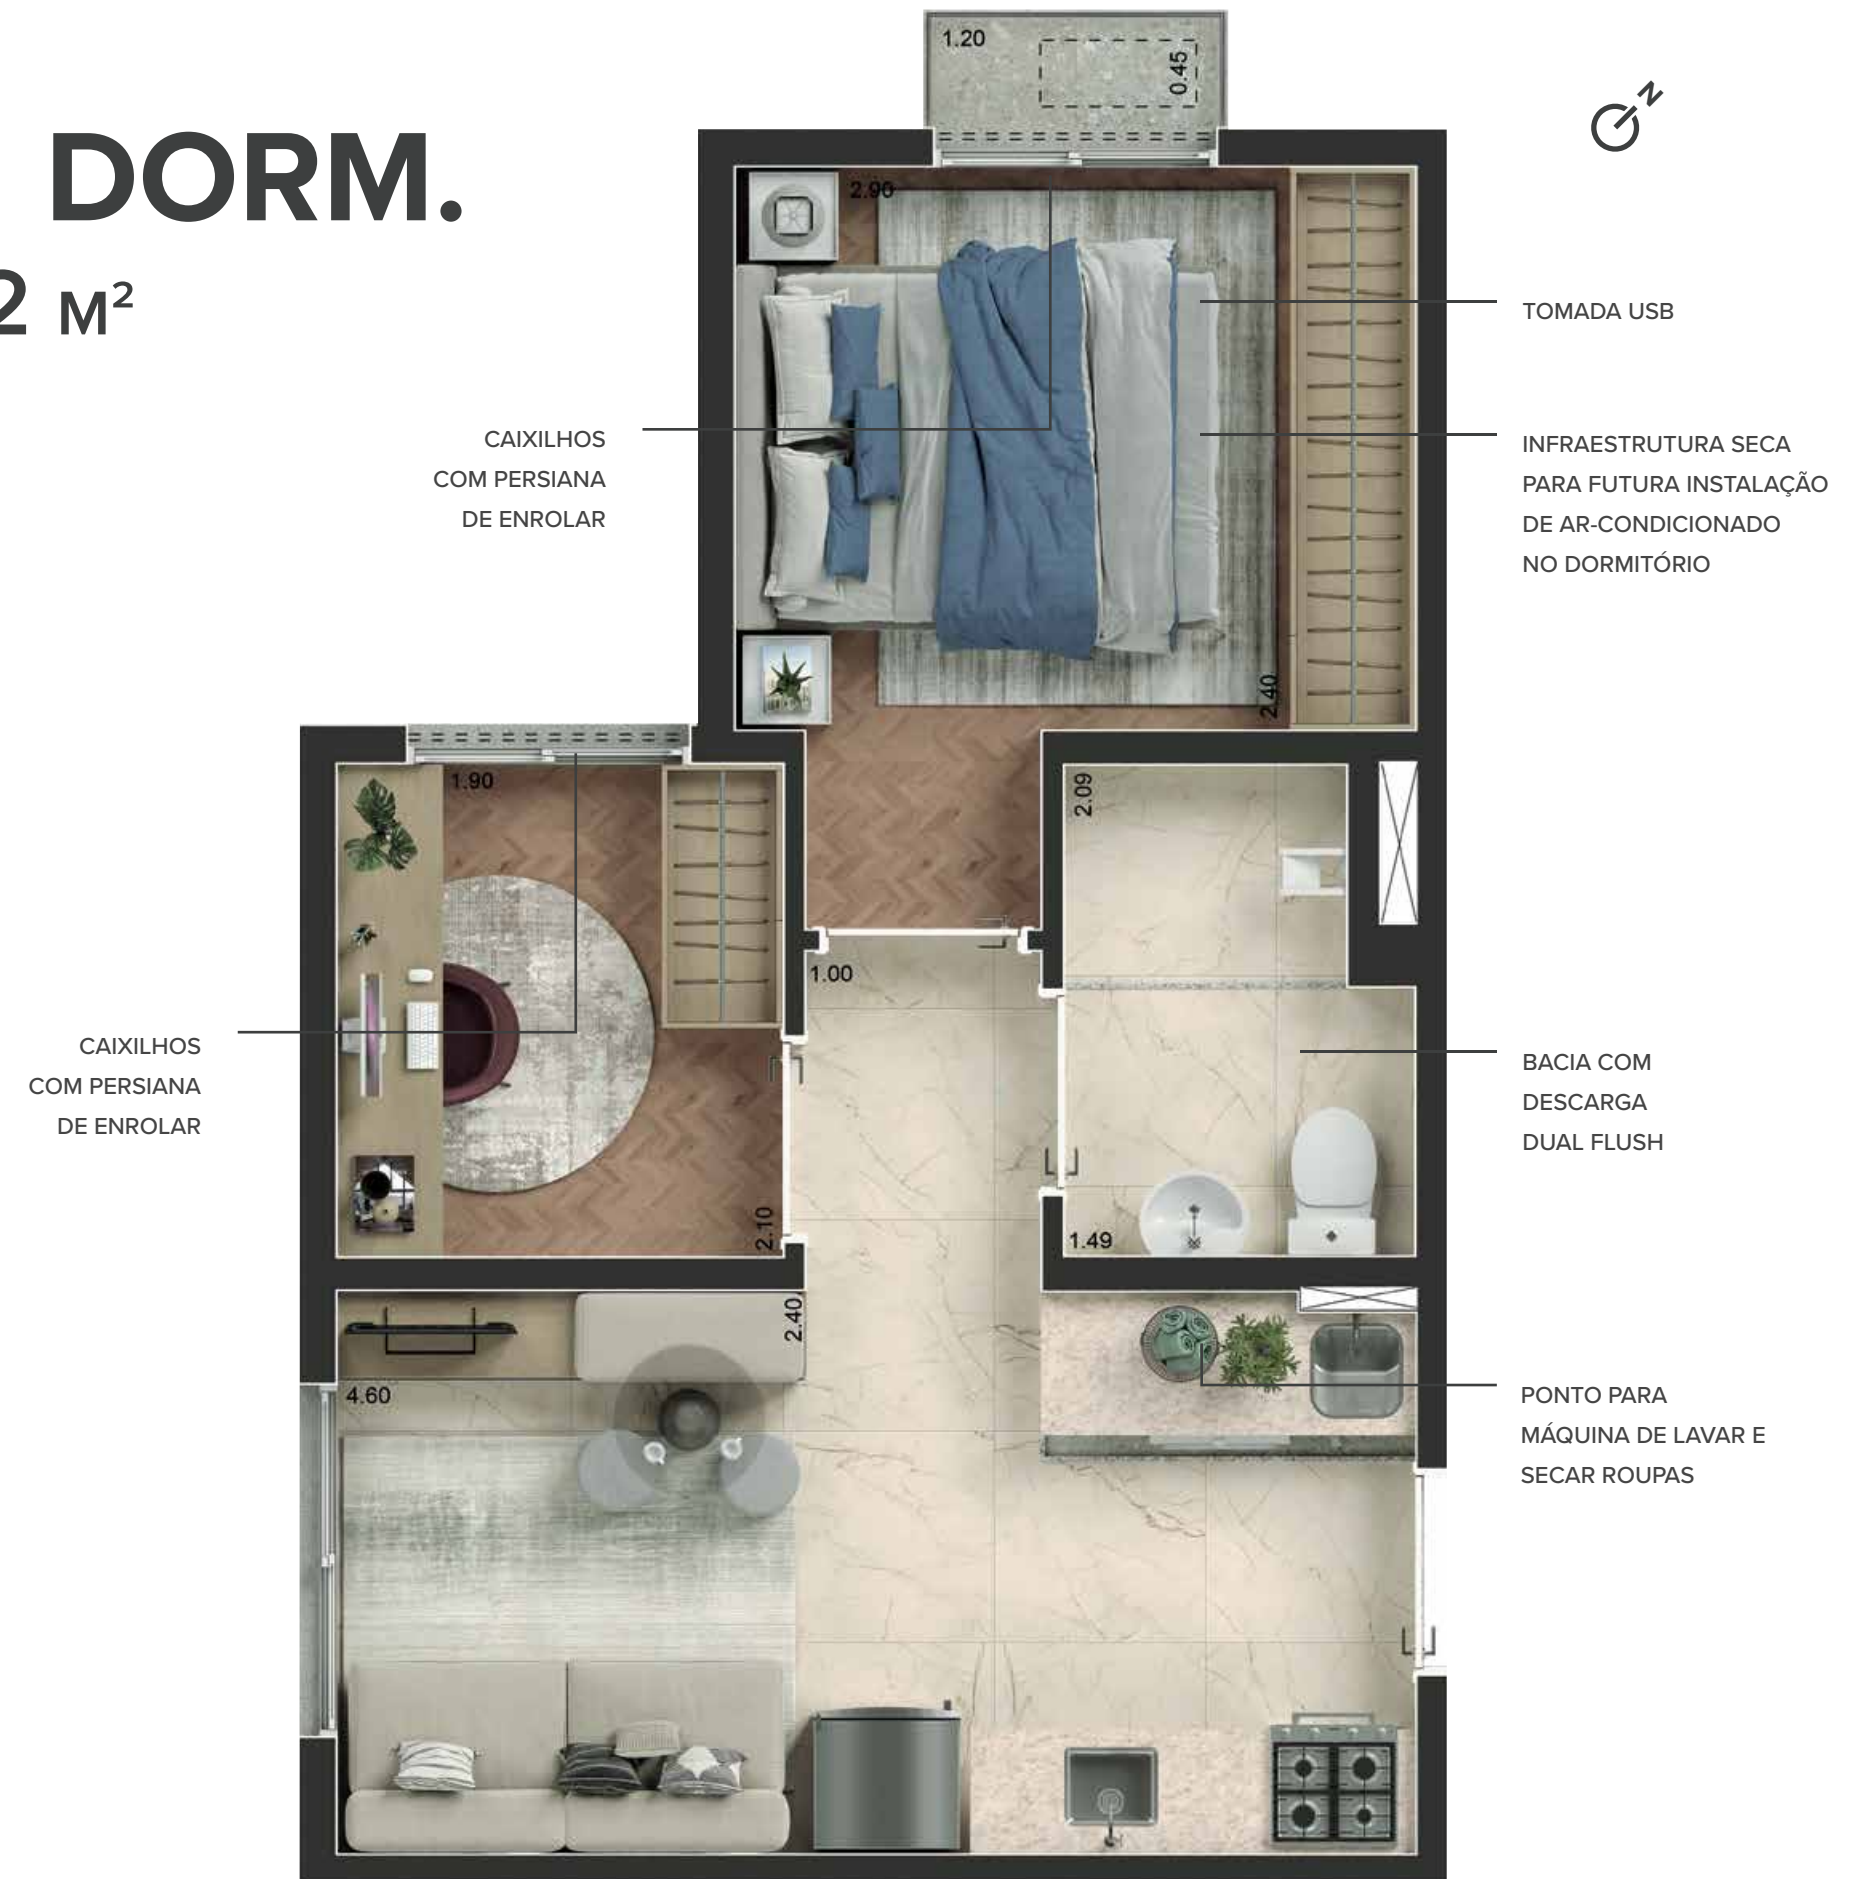 DORM.
2 M²
1.20
0.45
N
2.90
TOMADA USB
CAIXILHOS
COM PERSIANA
DE ENROLAR
INFRAESTRUTURA SECA
PARA FUTURA INSTALAÇÃO
DE AR-CONDICIONADO
NO DORMITÓRIO
2.40
1.90
2.09
1.00
CAIXILHOS
COM PERSIANA
DE ENROLAR
BACIA COM
DESCARGA
DUAL FLUSH
2.10
1.49
2.40
4.60
PONTO PARA
MÁQUINA DE LAVAR E
SECAR ROUPAS